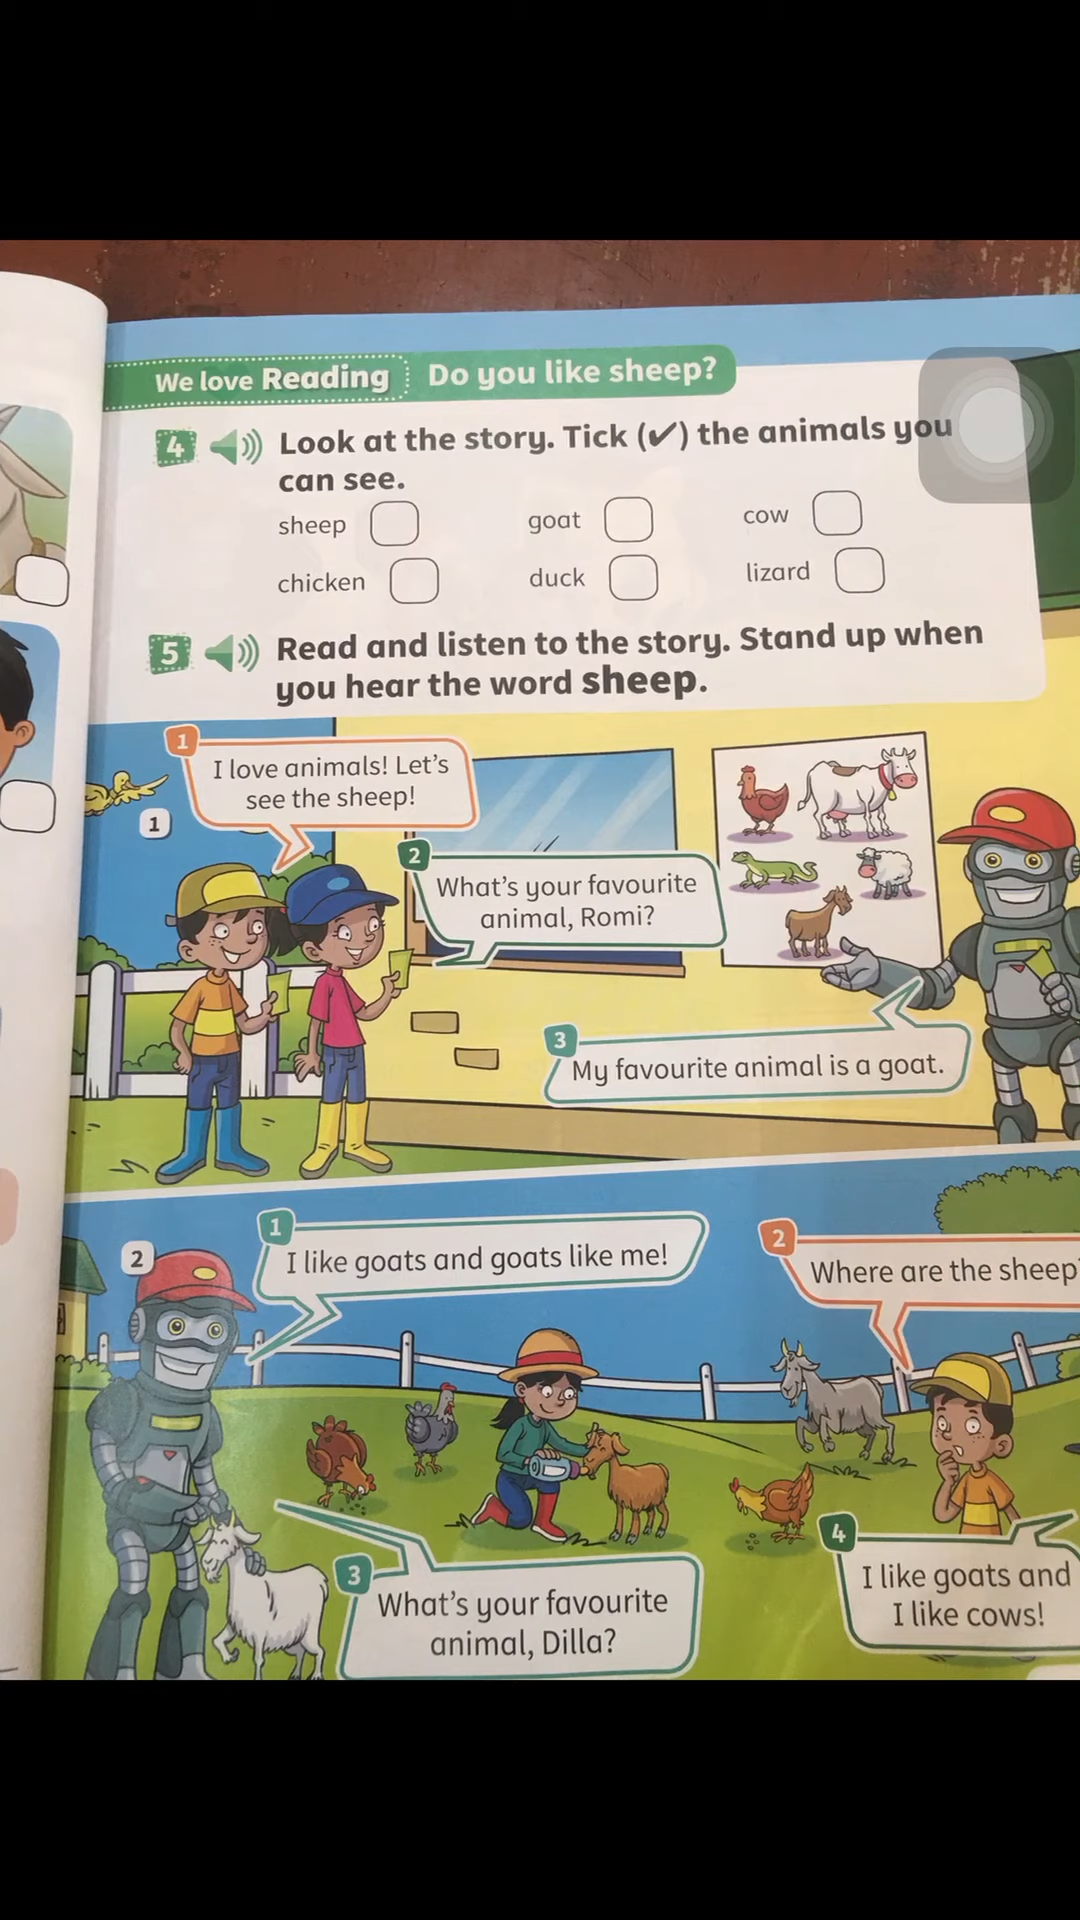 We love Reading Do you like sheep?
4 Look at the story. Tick (✔) the animals you
can see.
sheep goat cow
chicken duck lizard
5 Read and listen to the story. Stand up when
you hear the word sheep.
1
1
I love animals! Let's
see the sheep!
2
What's your favourite
animal, Romi?
3
My favourite animal is a goat.
2
1
I like goats and goats like me!
2
Where are the sheep
3
What's your favourite
animal, Dilla?
4
I like goats and
I like cows!